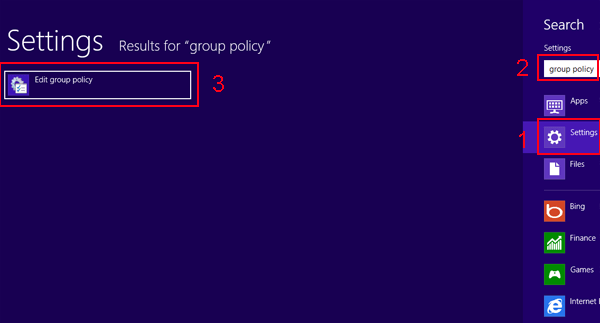 Settings Results for “group policy”
3
Edit group policy
Search
Settings
2
group policy
Apps
1
Settings
Files
Bing
Finance
Games
Internet